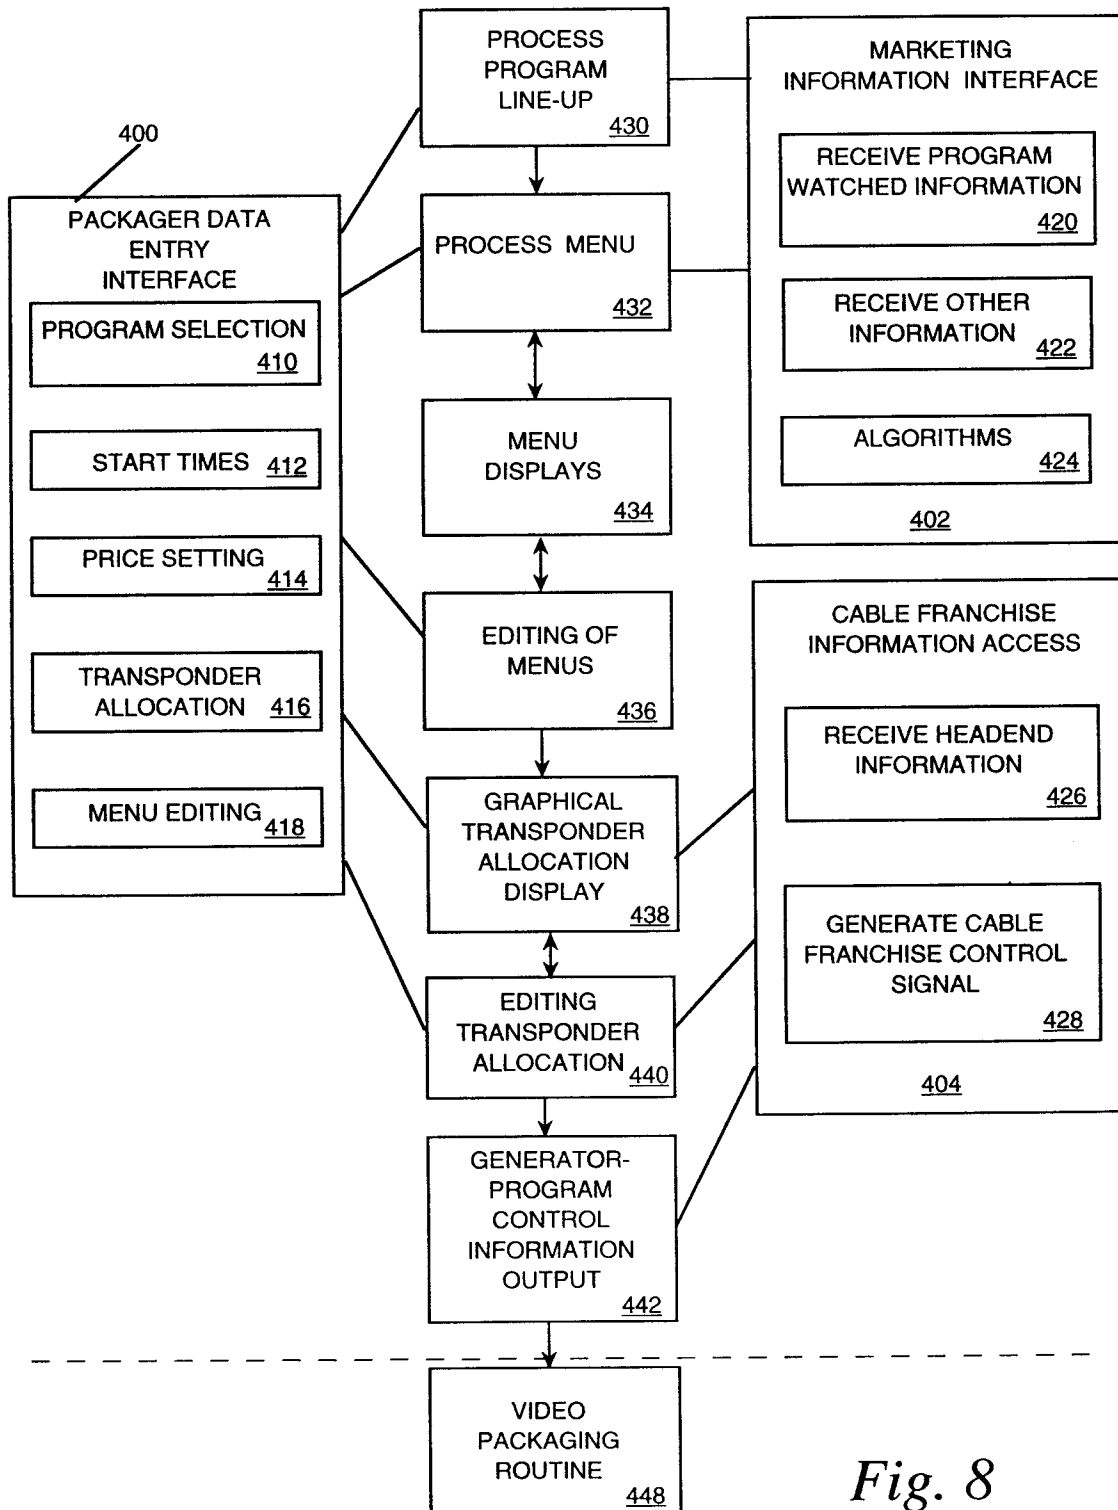 PROCESS
PROGRAM
LINE-UP
430
MARKETING
INFORMATION INTERFACE
RECEIVE PROGRAM
WATCHED INFORMATION
420
RECEIVE OTHER
INFORMATION
422
ALGORITHMS
424
402
400
PACKAGER DATA
ENTRY
INTERFACE
PROGRAM SELECTION
410
START TIMES 412
PRICE SETTING
414
TRANSPONDER
ALLOCATION 416
MENU EDITING 418
PROCESS MENU
432
MENU
DISPLAYS
434
EDITING OF
MENUS
436
GRAPHICAL
TRANSPONDER
ALLOCATION
DISPLAY
438
EDITING
TRANSPONDER
ALLOCATION 440
GENERATOR-
PROGRAM
CONTROL
INFORMATION
OUTPUT
442
CABLE FRANCHISE
INFORMATION ACCESS
RECEIVE HEADEND
INFORMATION
426
GENERATE CABLE
FRANCHISE CONTROL
SIGNAL
428
404
VIDEO
PACKAGING
ROUTINE
448
Fig. 8